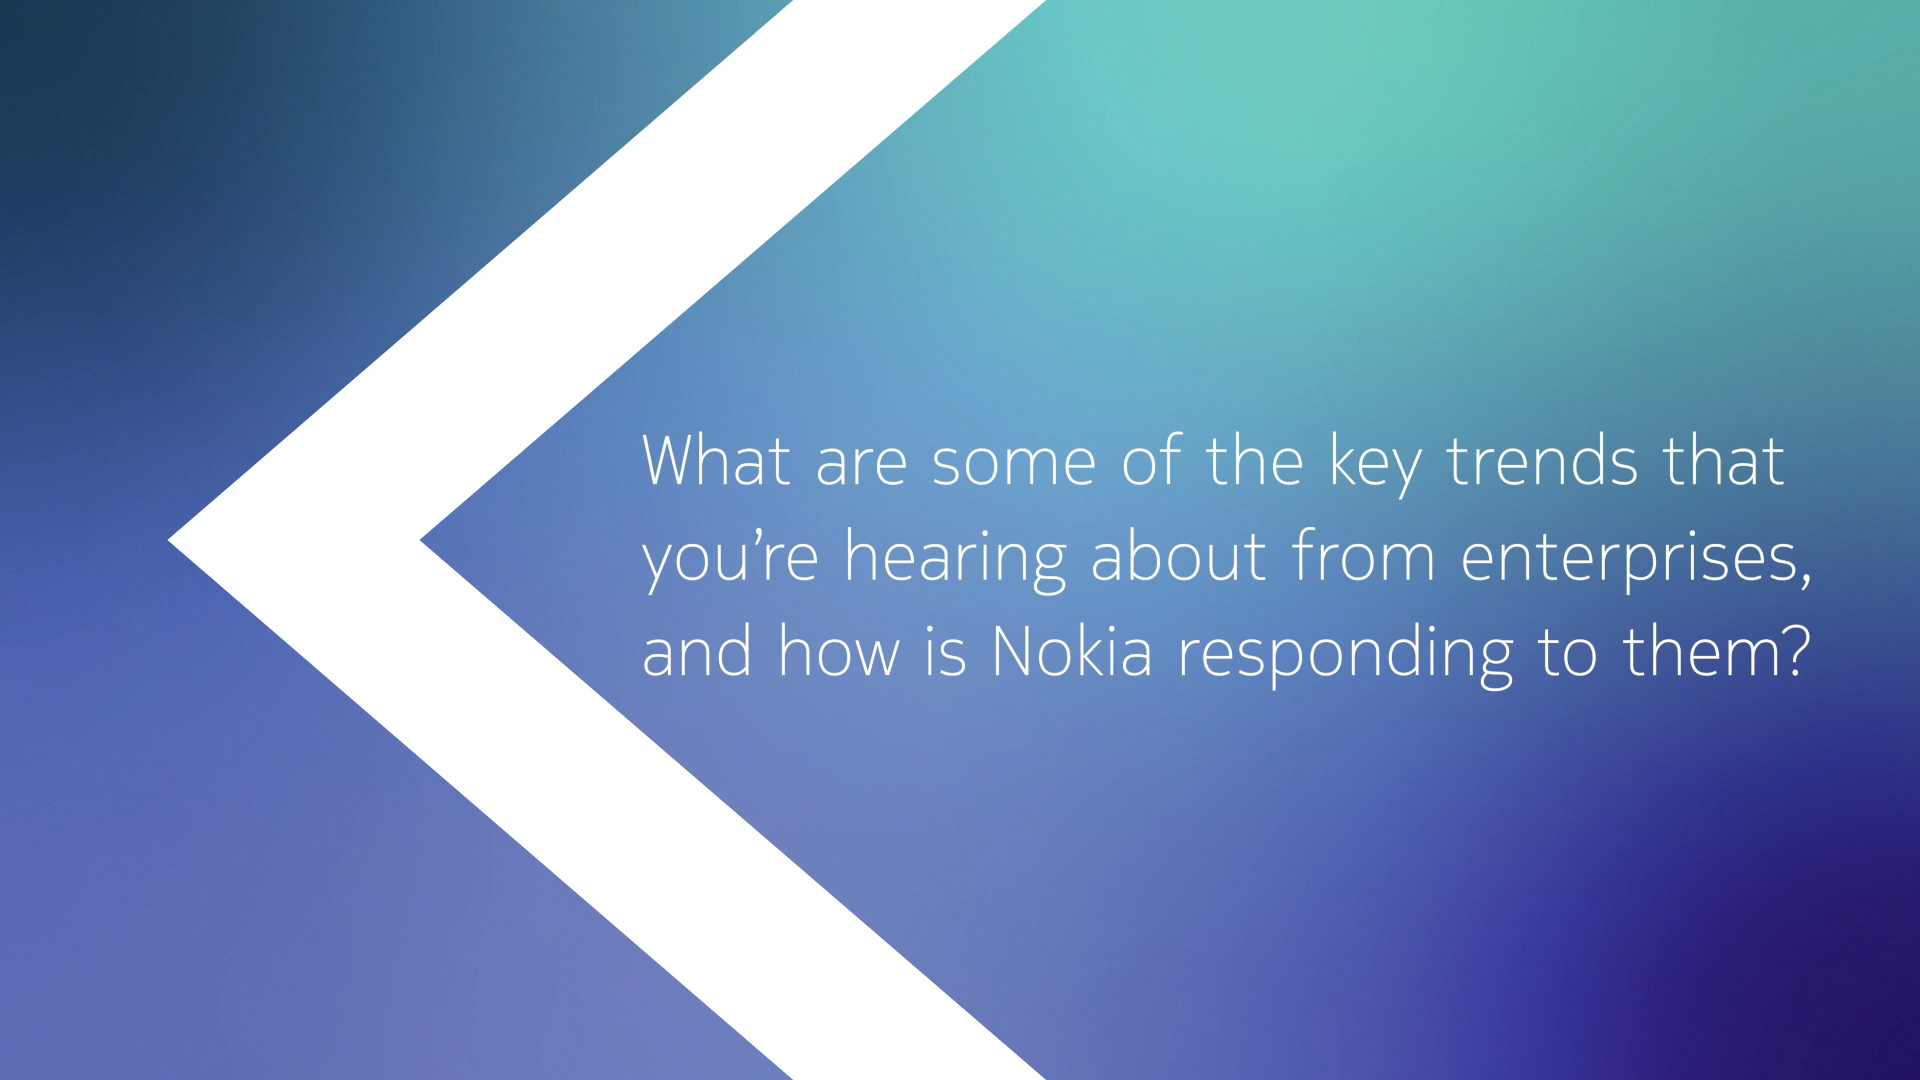 What are some of the key trends that
you’re hearing about from enterprises,
and how is Nokia responding to them?